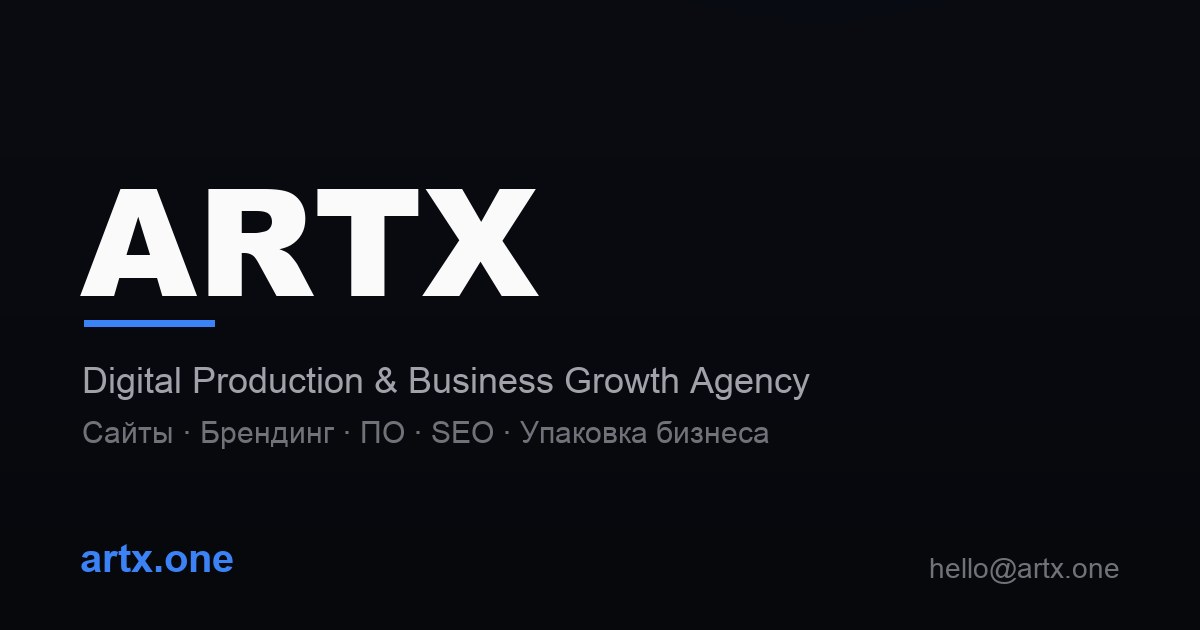 ARTX
Digital Production & Business Growth Agency
Сайты · Брендинг · ПО · SEO · Упаковка бизнеса
artx.one
hello@artx.one